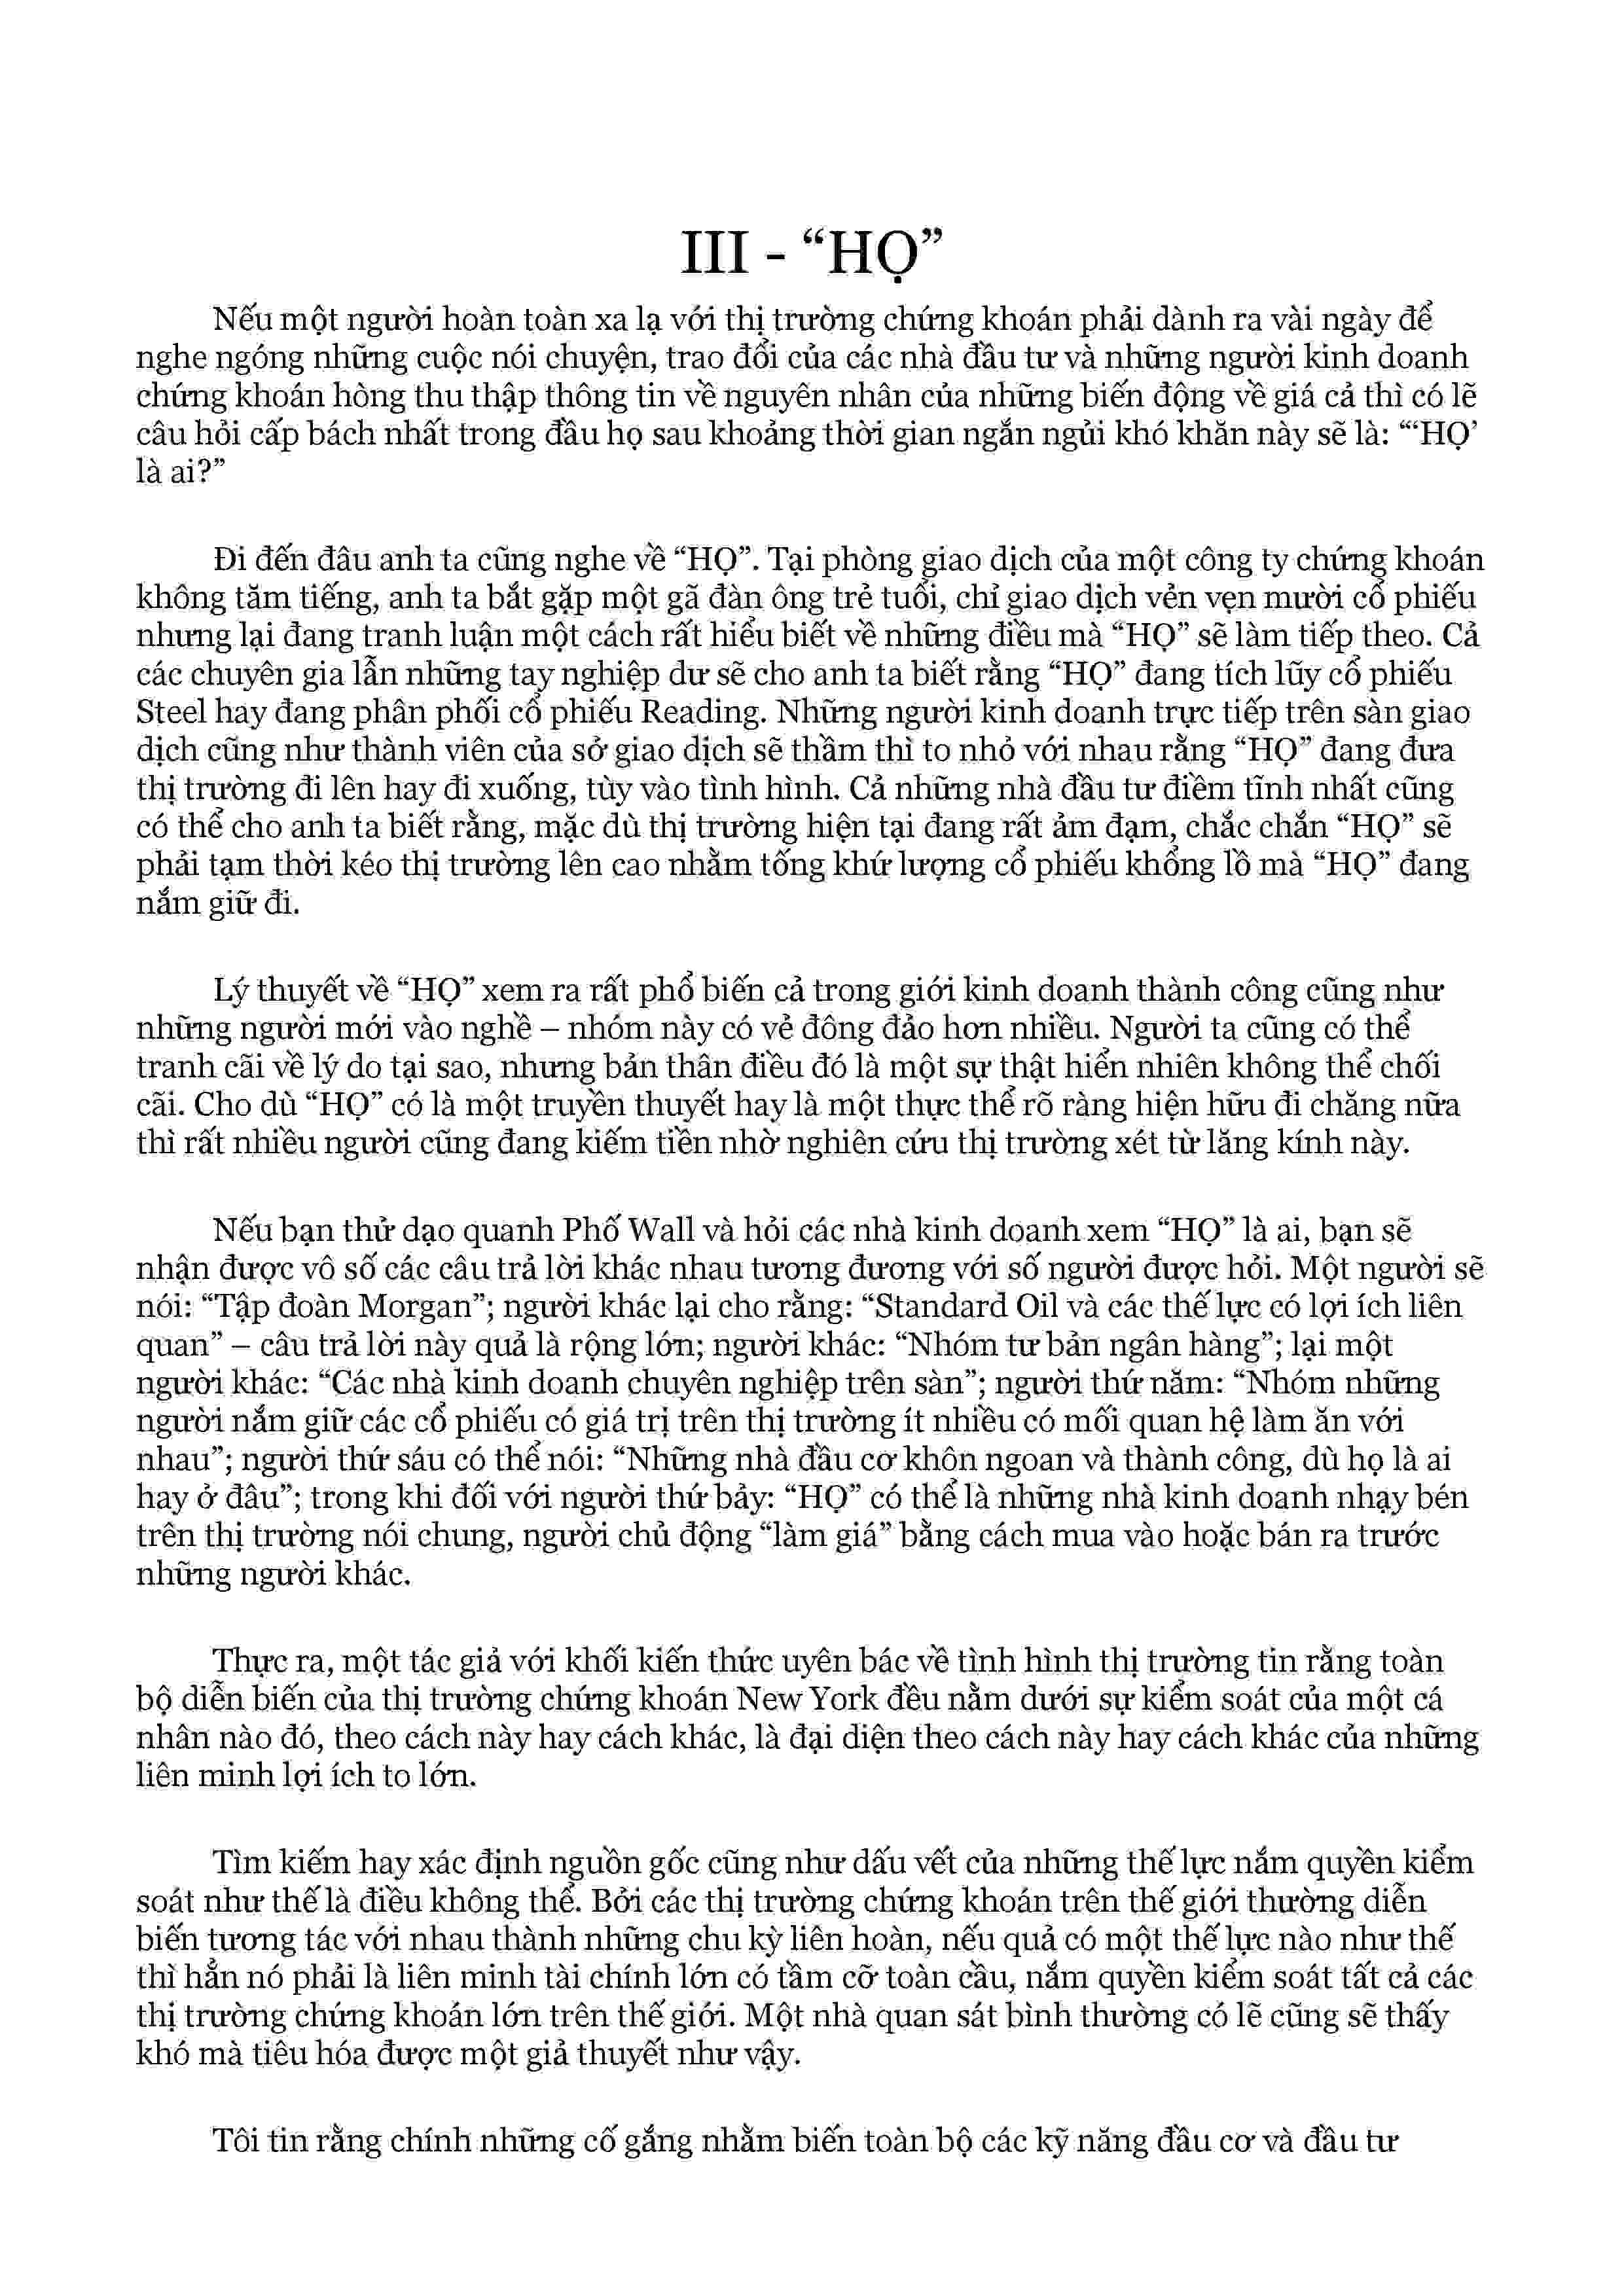 III - “HỌ”
Nếu một người hoàn toàn xa lạ với thị trường chứng khoán phải dành ra vài ngày để
nghe ngóng những cuộc nói chuyện, trao đổi của các nhà đầu tư và những người kinh doanh
chứng khoán hòng thu thập thông tin về nguyên nhân của những biến động về giá cả thì có lẽ
câu hỏi cấp bách nhất trong đầu họ sau khoảng thời gian ngắn ngủi khó khăn này sẽ là: “‘HỌ’
là ai?”
Đi đến đâu anh ta cũng nghe về “HỌ”. Tại phòng giao dịch của một công ty chứng khoán
không tăm tiếng, anh ta bắt gặp một gã đàn ông trẻ tuổi, chỉ giao dịch vẻn vẹn mười cổ phiếu
nhưng lại đang tranh luận một cách rất hiểu biết về những điều mà “HỌ” sẽ làm tiếp theo. Cả
các chuyên gia lẫn những tay nghiệp dư sẽ cho anh ta biết rằng “HỌ” đang tích lũy cổ phiếu
Steel hay đang phân phối cổ phiếu Reading. Những người kinh doanh trực tiếp trên sàn giao
dịch cũng như thành viên của sở giao dịch sẽ thầm thì to nhỏ với nhau rằng “HỌ” đang đưa
thị trường đi lên hay đi xuống, tùy vào tình hình. Cả những nhà đầu tư điềm tĩnh nhất cũng
có thể cho anh ta biết rằng, mặc dù thị trường hiện tại đang rất ảm đạm, chắc chắn “HỌ” sẽ
phải tạm thời kéo thị trường lên cao nhằm tống khứ lượng cổ phiếu khổng lồ mà “HỌ” đang
nắm giữ đi.
Lý thuyết về “HỌ” xem ra rất phổ biến cả trong giới kinh doanh thành công cũng như
những người mới vào nghề – nhóm này có vẻ đông đảo hơn nhiều. Người ta cũng có thể
tranh cãi về lý do tại sao, nhưng bản thân điều đó là một sự thật hiển nhiên không thể chối
cãi. Cho dù “HỌ” có là một truyền thuyết hay là một thực thể rõ ràng hiện hữu đi chăng nữa
thì rất nhiều người cũng đang kiếm tiền nhờ nghiên cứu thị trường xét từ lăng kính này.
Nếu bạn thử dạo quanh Phố Wall và hỏi các nhà kinh doanh xem “HỌ” là ai, bạn sẽ
nhận được vô số các câu trả lời khác nhau tương đương với số người được hỏi. Một người sẽ
nói: “Tập đoàn Morgan”; người khác lại cho rằng: “Standard Oil và các thế lực có lợi ích liên
quan” – câu trả lời này quả là rộng lớn; người khác: “Nhóm tư bản ngân hàng”; lại một
người khác: “Các nhà kinh doanh chuyên nghiệp trên sàn”; người thứ năm: “Nhóm những
người nắm giữ các cổ phiếu có giá trị trên thị trường ít nhiều có mối quan hệ làm ăn với
nhau”; người thứ sáu có thể nói: “Những nhà đầu cơ khôn ngoan và thành công, dù họ là ai
hay ở đâu”; trong khi đối với người thứ bảy: “HỌ” có thể là những nhà kinh doanh nhạy bén
trên thị trường nói chung, người chủ động “làm giá” bằng cách mua vào hoặc bán ra trước
những người khác.
Thực ra, một tác giả với khối kiến thức uyên bác về tình hình thị trường tin rằng toàn
bộ diễn biến của thị trường chứng khoán New York đều nằm dưới sự kiểm soát của một cá
nhân nào đó, theo cách này hay cách khác, là đại diện theo cách này hay cách khác của những
liên minh lợi ích to lớn.
Tìm kiếm hay xác định nguồn gốc cũng như dấu vết của những thế lực nắm quyền kiểm
soát như thế là điều không thể. Bởi các thị trường chứng khoán trên thế giới thường diễn
biến tương tác với nhau thành những chu kỳ liên hoàn, nếu quả có một thế lực nào như thế
thì hẳn nó phải là liên minh tài chính lớn có tầm cỡ toàn cầu, nắm quyền kiểm soát tất cả các
thị trường chứng khoán lớn trên thế giới. Một nhà quan sát bình thường có lẽ cũng sẽ thấy
khó mà tiêu hóa được một giả thuyết như vậy.
Tôi tin rằng chính những cố gắng nhằm biến toàn bộ các kỹ năng đầu cơ và đầu tư